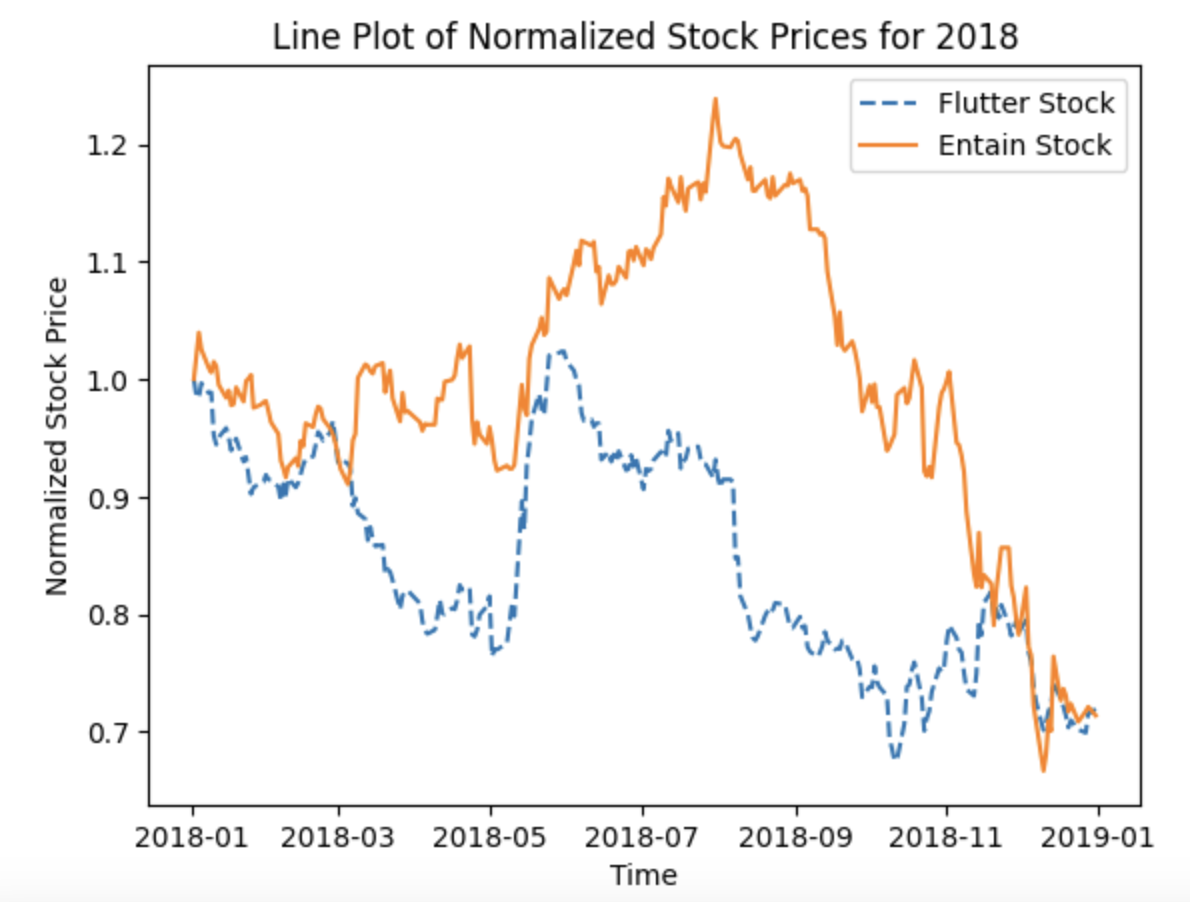 Line Plot of Normalized Stock Prices for 2018
Flutter Stock
Entain Stock
Normalized Stock Price
1.2
1.1
1.0
0.9
0.8
0.7
2018-01 2018-03 2018-05 2018-07 2018-09 2018-11 2019-01
Time